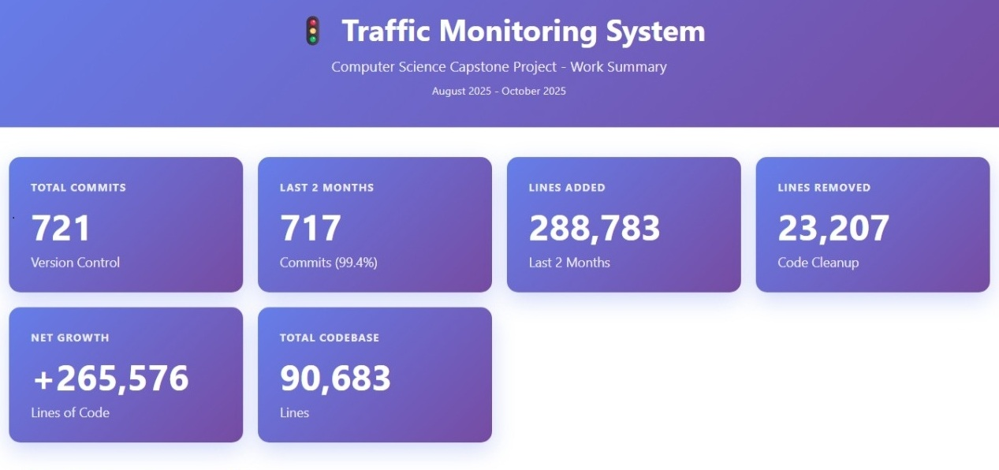 Traffic Monitoring System
Computer Science Capstone Project - Work Summary
August 2025 - October 2025
TOTAL COMMITS
721
Version Control
LAST 2 MONTHS
717
Commits (99.4%)
LINES ADDED
288,783
Last 2 Months
LINES REMOVED
23,207
Code Cleanup
NET GROWTH
+265,576
Lines of Code
TOTAL CODEBASE
90,683
Lines